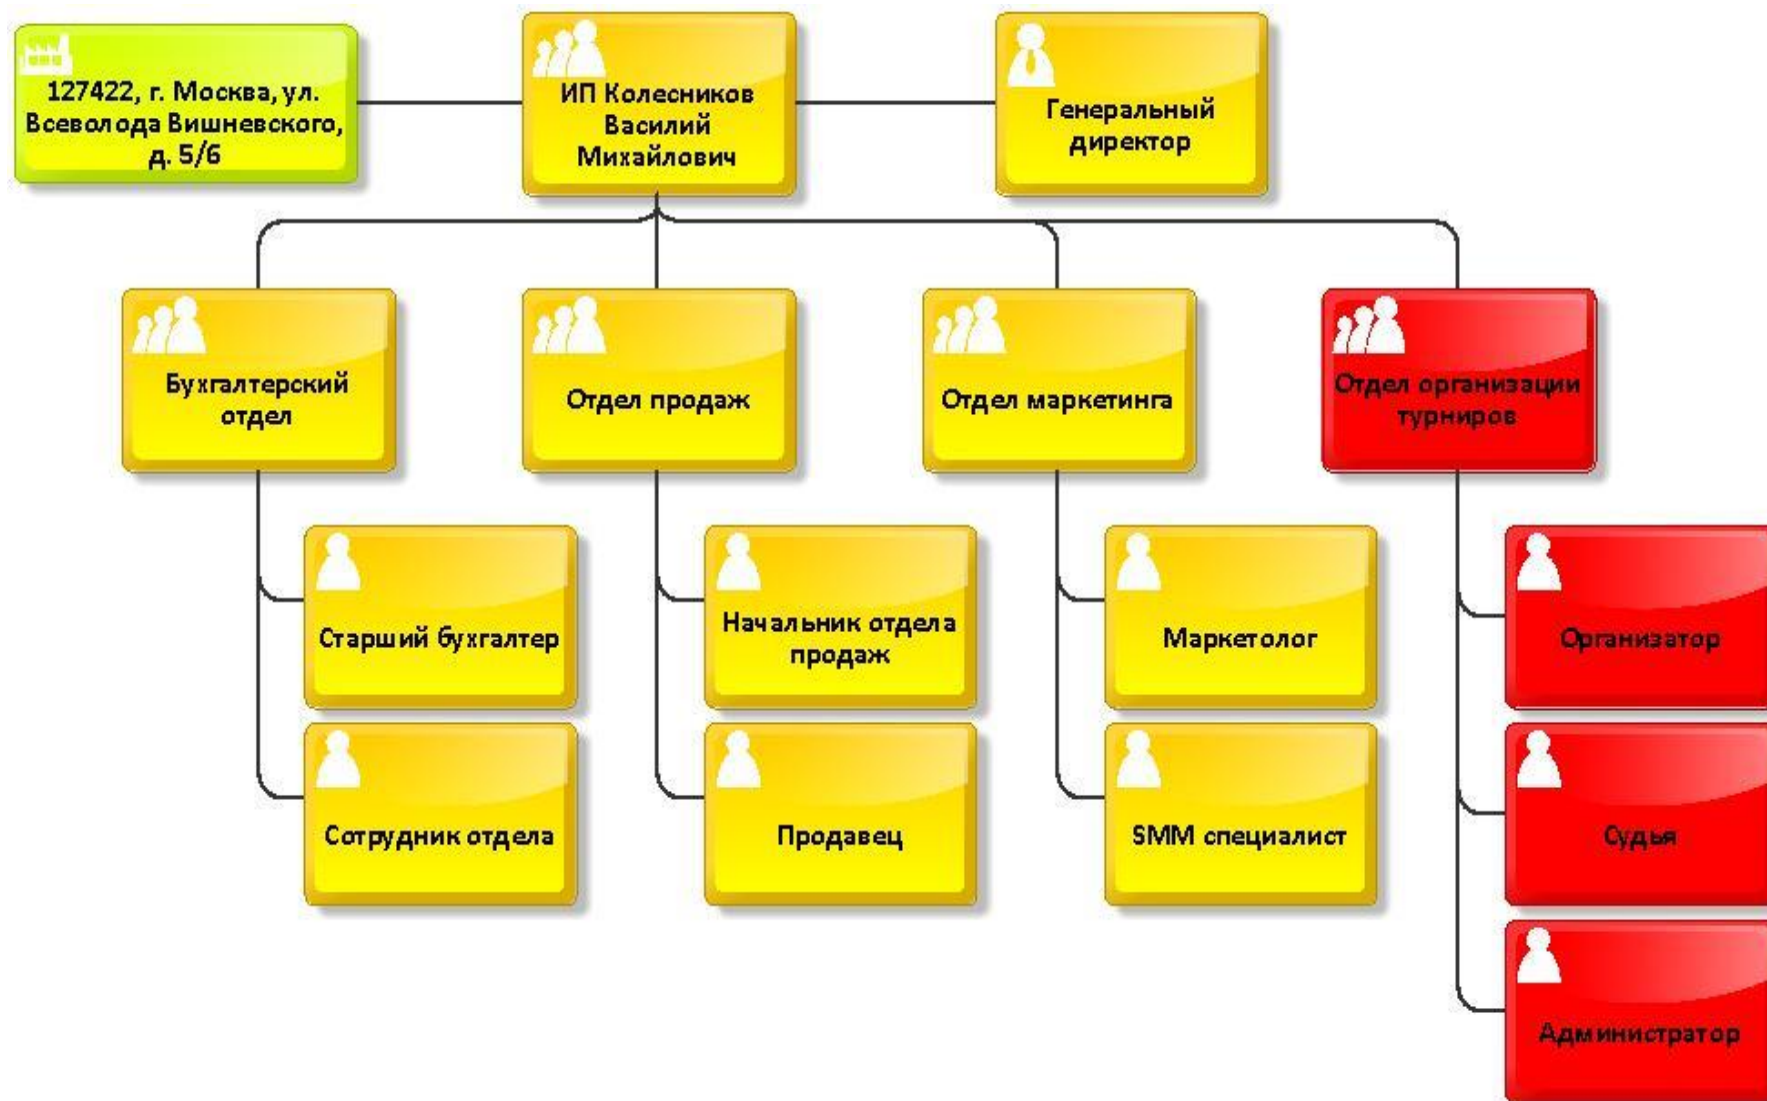 127422, г. Москва, ул.
Всеволода Вишневского,
д. 5/6
ИП Колесников
Василий
Михайлович
Генеральный
директор
Бухгалтерский
отдел
Отдел продаж
Отдел маркетинга
Отдел организации
турниров
Старший бухгалтер
Начальник отдела
продаж
Маркетолог
Организатор
Сотрудник отдела
Продавец
SMM специалист
Судья
Администратор